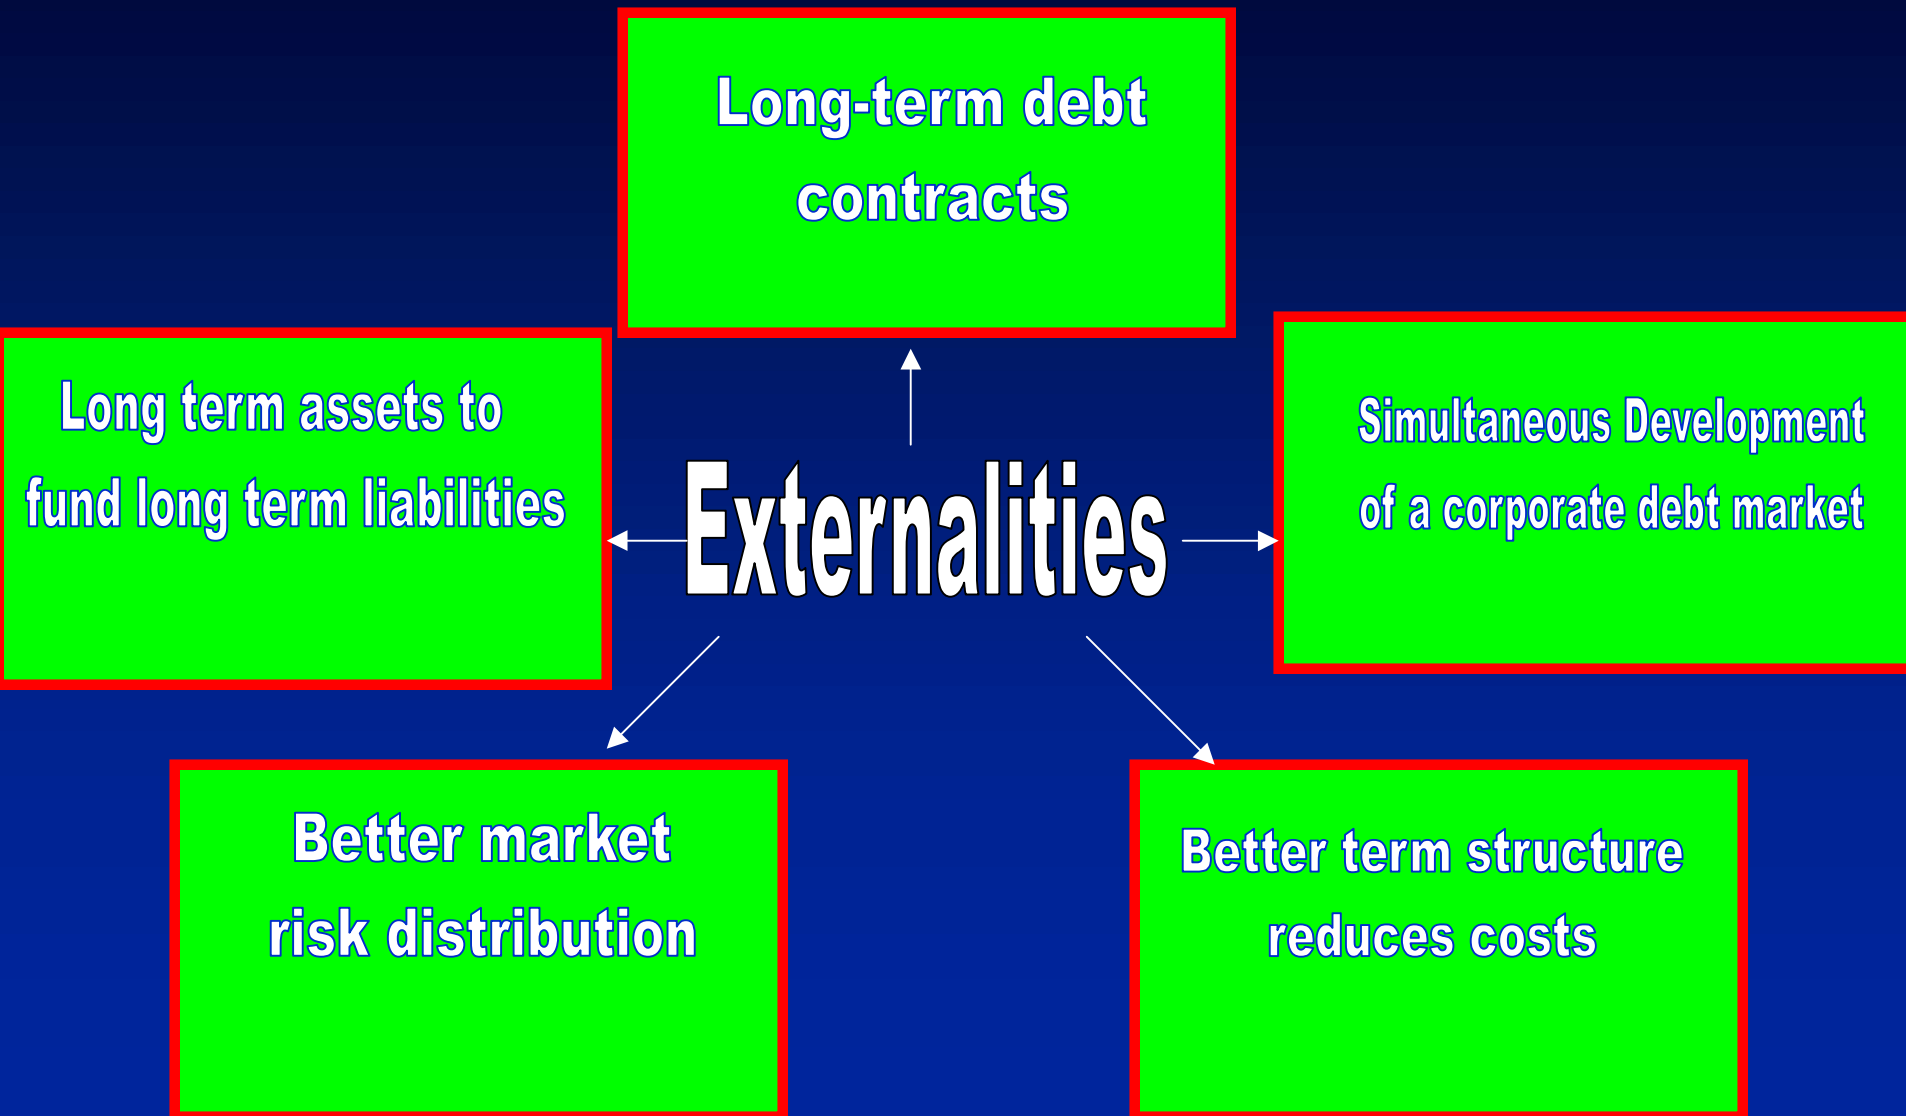 Long-term debt
contracts
Long term assets to
fund long term liabilities
Simultaneous Development
of a corporate debt market
Externalities
Better market
risk distribution
Better term structure
reduces costs